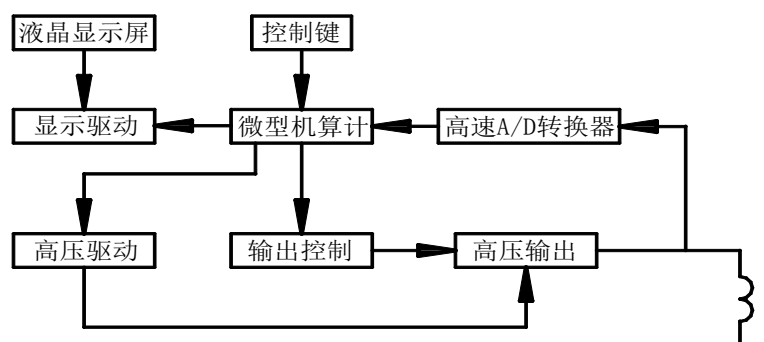 液晶显示屏
控制键
显示驱动
微型机算计
高速A/D转换器
高压驱动
输出控制
高压输出